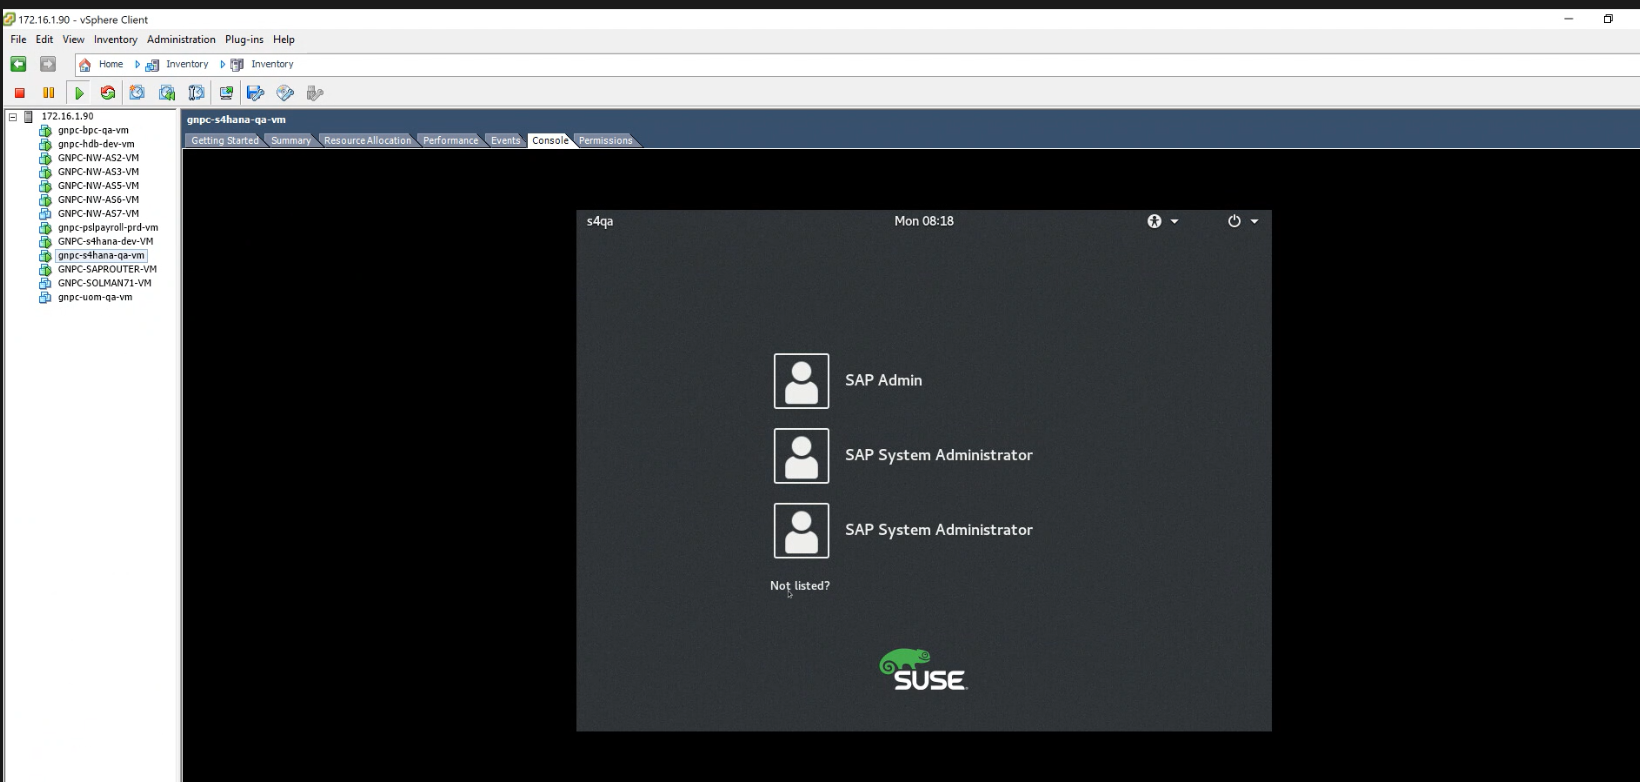 172.16.1.90 - vSphere Client
File Edit View Inventory Administration Plug-ins Help
Home Inventory Inventory
172.16.1.90
gnpc-bpc-qa-vm
gnpc-hdb-dev-vm
GNPC-NW-AS2-VM
GNPC-NW-AS3-VM
GNPC-NW-AS5-VM
GNPC-NW-AS6-VM
GNPC-NW-AS7-VM
gnpc-pslpayroll-prd-vm
GNPC-s4hana-dev-VM
gnpc-s4hana-qa-vm
GNPC-SAPROUTER-VM
GNPC-SOLMAN71-VM
gnpc-uom-qa-vm
gnpc-s4hana-qa-vm
Getting Started Summary Resource Allocation Performance Events Console Permissions
s4qa Mon 08:18
SAP Admin
SAP System Administrator
SAP System Administrator
Not listed?
SUSE